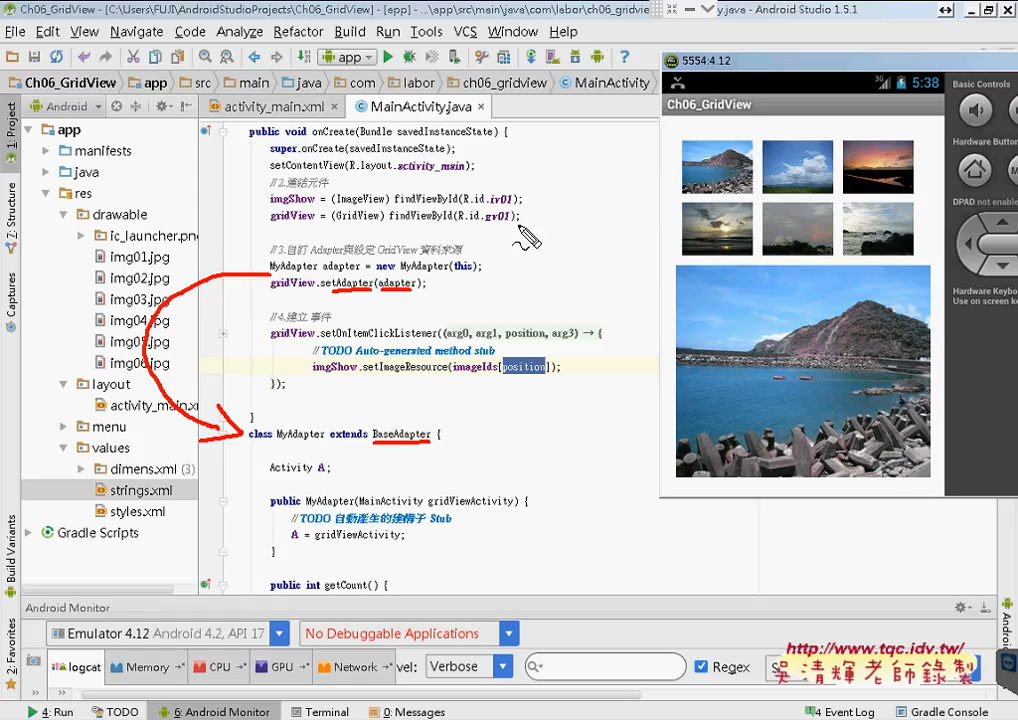 Ch06_GridView - [C:\Users\FUJI\AndroidStudioProjects\Ch06_GridView] - [app] - ...\app\src\main\java\com\labor\ch06_gridvie
y.java - Android Studio 1.5.1
File Edit View Navigate Code Analyze Refactor Build Run Tools VCS Window Help
app
Ch06_GridView app src main java com labor ch06_gridview MainActivity
Android
activity_main.xml
MainActivity.java
1: Project
7: Structure
Captures
Build Variants
2: Favorites
app
manifests
java
res
drawable
ic_launcher.pn
img01.jpg
img02.jpg
img03.jpg
img04.jpg
img05.jpg
img06.jpg
layout
activity_main.x
menu
values
dimens.xml (3)
strings.xml
styles.xml
Gradle Scripts
public void onCreate(Bundle savedInstanceState) {
super.onCreate(savedInstanceState);
setContentView(R.layout.activity_main);
//2.連結元件
imgShow = (ImageView) findViewById(R.id.iv01);
gridView = (GridView) findViewById(R.id.gv01);
//3.自訂 Adapter與設定 GridView 資料來源
MyAdapter adapter = new MyAdapter(this);
gridView.setAdapter(adapter);
//4.建立 事件
gridView.setOnItemClickListener((arg0, arg1, position, arg3) → {
//TODO Auto-generated method stub
imgShow.setImageResource(imageIds[position]);
});
}
class MyAdapter extends BaseAdapter {
Activity A;
public MyAdapter(MainActivity gridViewActivity) {
//TODO 自動產生的建構子 Stub
A = gridViewActivity;
}
public int getCount() {
5554:4.12
3G 5:38
Ch06_GridView
Basic Controls
Hardware Button
DPAD not enable
Hardware Keybo
Use on screen k
Android Monitor
Emulator 4.12 Android 4.2, API 17
No Debuggable Applications
logcat Memory CPU GPU Network vel: Verbose Regex
http://www.tqc.idv.tw/
吳清輝老師錄製
4: Run TODO 6: Android Monitor Terminal 0: Messages 4 Event Log Gradle Console